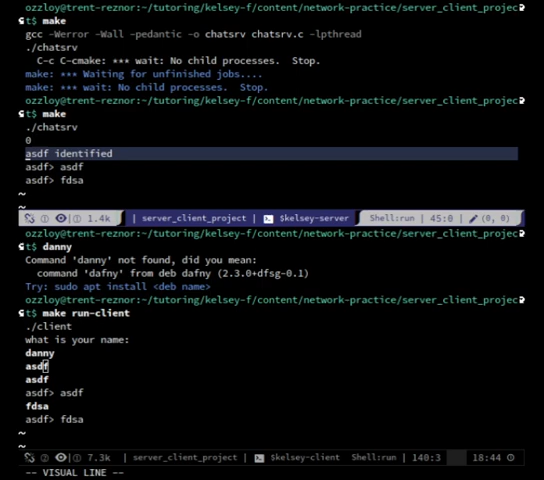 ozzloy@trent-reznor:~/tutoring/kelsey-e/content/network-practice/server_client_projec
t$ make
gcc -Werror -Wall -pedantic -o chatsrv chatsrv.c -lpthread
./chatsrv
C-c C-cmake: *** wait: No child processes.  Stop.
make: *** Waiting for unfinished jobs....
make: *** wait: No child processes.  Stop.
ozzloy@trent-reznor:~/tutoring/kelsey-e/content/network-practice/server_client_projec
t$ make
./chatsrv
0
asdf identified
asdf> asdf
asdf> fdsa
~
① 1.4k | server_client_project | $kelsey-server Shell:run | 45:0 | (0, 0)
ozzloy@trent-reznor:~/tutoring/kelsey-e/content/network-practice/server_client_projec
t$ danny
Command 'danny' not found, did you mean:
command 'dafny' from deb dafny (2.3.0+dfsg-0.1)
Try: sudo apt install <deb name>
ozzloy@trent-reznor:~/tutoring/kelsey-e/content/network-practice/server_client_projec
t$ make run-client
./client
what is your name:
danny
asdf
asdf
asdf> asdf
fdsa
asdf> fdsa
~
~
② ① 7.3k | server_client_project | $kelsey-client Shell:run | 140:3 18:44
-- VISUAL LINE --